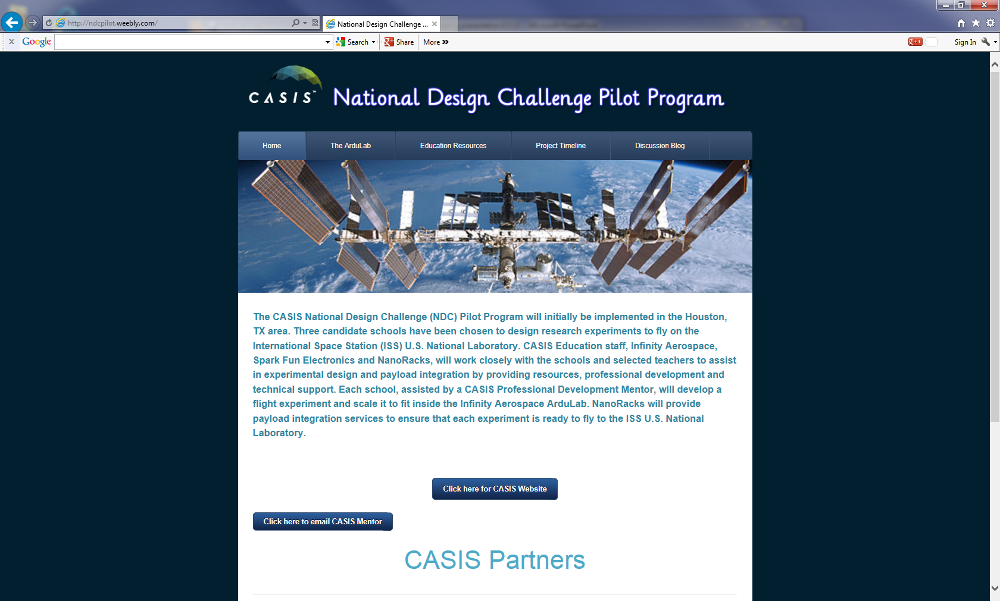 http://ndcpilot.weebly.com/
National Design Challenge ...
x Google Search Share More »
+1 Sign In
CASIS™ National Design Challenge Pilot Program
Home The ArduLab Education Resources Project Timeline Discussion Blog
The CASIS National Design Challenge (NDC) Pilot Program will initially be implemented in the Houston,
TX area. Three candidate schools have been chosen to design research experiments to fly on the
International Space Station (ISS) U.S. National Laboratory. CASIS Education staff, Infinity Aerospace,
Spark Fun Electronics and NanoRacks, will work closely with the schools and selected teachers to assist
in experimental design and payload integration by providing resources, professional development and
technical support. Each school, assisted by a CASIS Professional Development Mentor, will develop a
flight experiment and scale it to fit inside the Infinity Aerospace ArduLab. NanoRacks will provide
payload integration services to ensure that each experiment is ready to fly to the ISS U.S. National
Laboratory.
Click here for CASIS Website
Click here to email CASIS Mentor
CASIS Partners